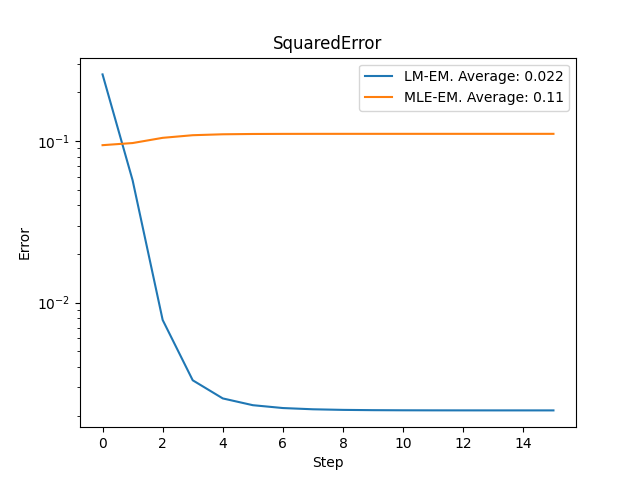 SquaredError
LM-EM. Average: 0.022
MLE-EM. Average: 0.11
10⁻¹
10⁻²
Error
0 2 4 6 8 10 12 14
Step